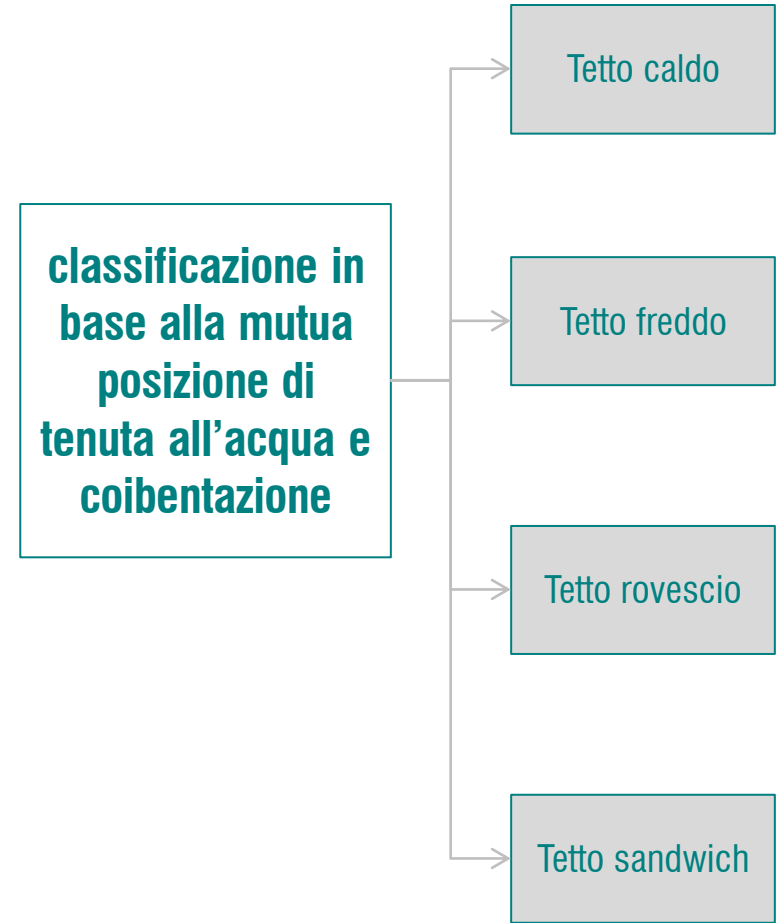 classificazione in
base alla mutua
posizione di
tenuta all’acqua e
coibentazione
Tetto caldo
Tetto freddo
Tetto rovescio
Tetto sandwich